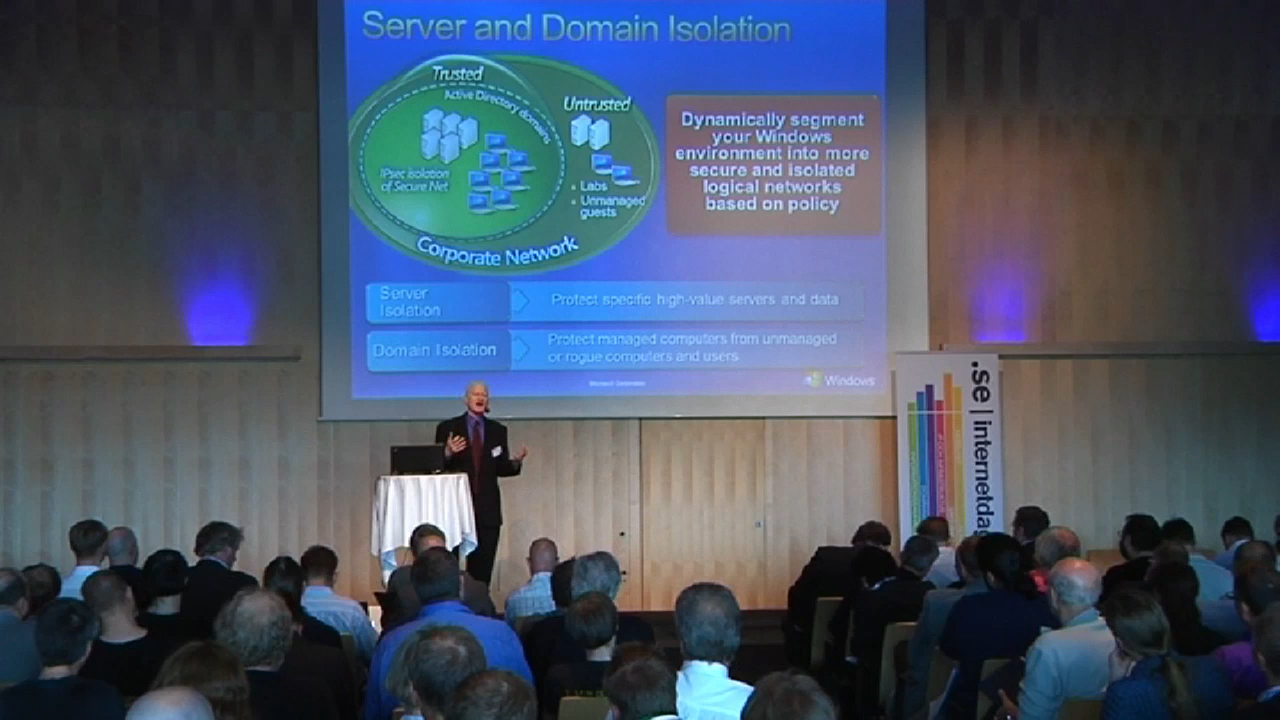 Server and Domain Isolation
Trusted
Active Directory domains
Untrusted
IPsec isolation
of Secure Net
• Labs
• Unmanaged
guests
Corporate Network
Dynamically segment
your Windows
environment into more
secure and isolated
logical networks
based on policy
Server
Isolation
Protect specific high-value servers and data
Domain Isolation
Protect managed computers from unmanaged
or rogue computers and users
Windows
.se | internetda